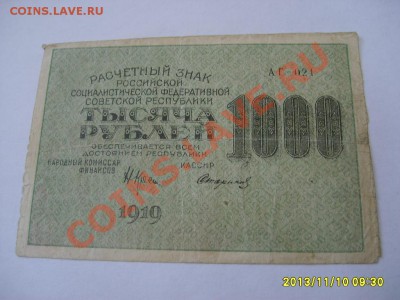 COINS.ЛАVE.RU
РАСЧЕТНЫЙ ЗНАК
РОССИЙСКОЙ
СОЦИАЛИСТИЧЕСКОЙ ФЕДЕРАТИВНОЙ
СОВЕТСКОЙ РЕСПУБЛИКИ
ТЫСЯЧА
РУБЛЕЙ
1000
ОБЕСПЕЧИВАЕТСЯ ВСЕМ
ДОСТОЯНИЕМ РЕСПУБЛИКИ
НАРОДНЫЙ КОМИССАР
ФИНАНСОВ
КАССИР
1919
COINS.LAVE.RU
2013/11/10 09:30